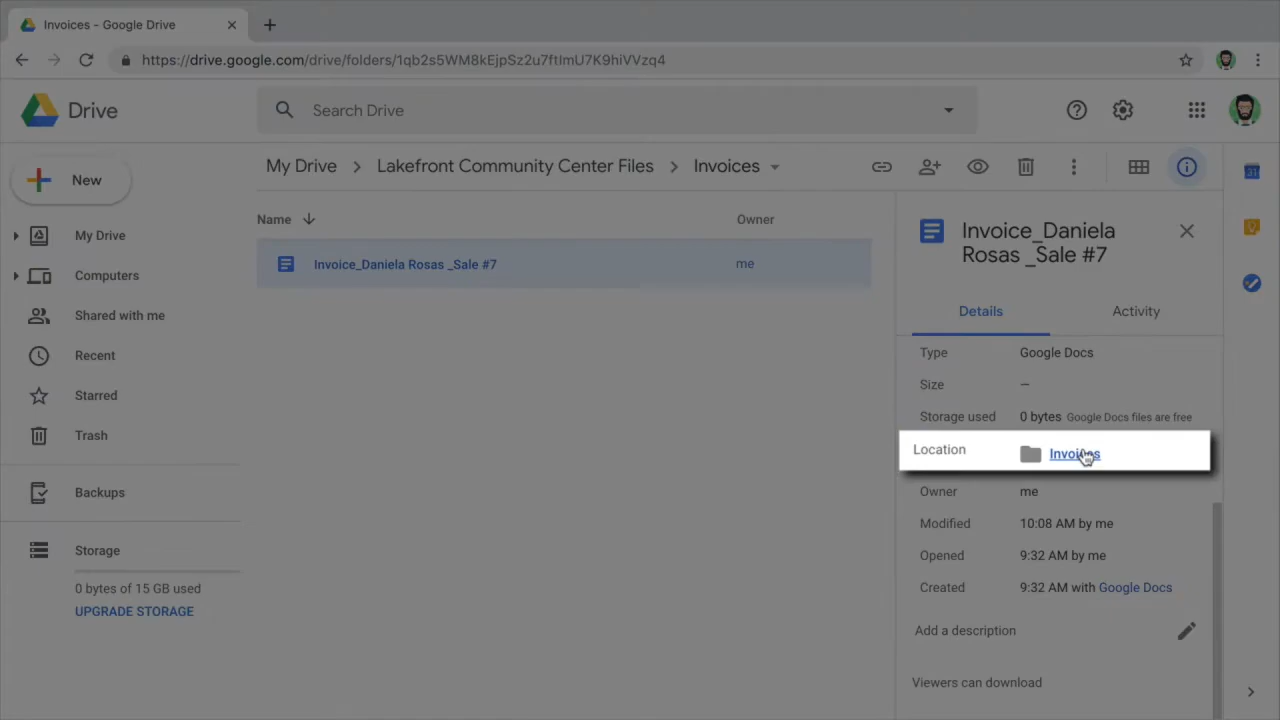 Invoices - Google Drive
https://drive.google.com/drive/folders/1qb2s5WM8kEjpSz2u7ftImU7K9hiVVzq4
Drive
Search Drive
New
My Drive > Lakefront Community Center Files > Invoices
My Drive
Computers
Shared with me
Recent
Starred
Trash
Backups
Storage
0 bytes of 15 GB used
UPGRADE STORAGE
Name
Owner
Invoice_Daniela Rosas _Sale #7
me
Invoice_Daniela
Rosas _Sale #7
Details
Activity
Type Google Docs
Size –
Storage used 0 bytes Google Docs files are free
Location Invoices
Owner me
Modified 10:08 AM by me
Opened 9:32 AM by me
Created 9:32 AM with Google Docs
Add a description
Viewers can download
31